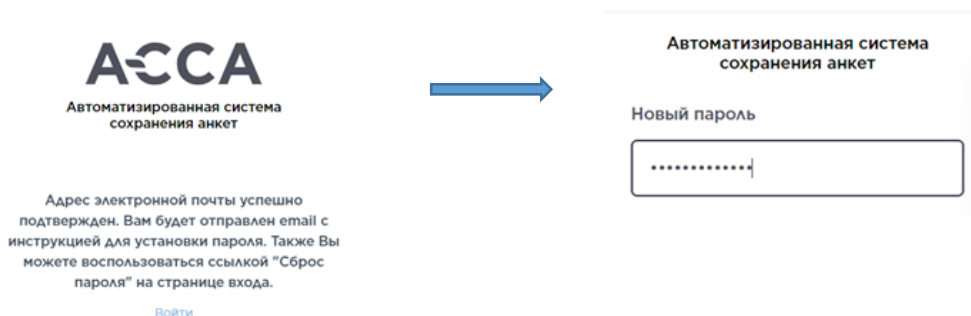 АССА
Автоматизированная система
сохранения анкет
Адрес электронной почты успешно
подтвержден. Вам будет отправлен email с
инструкцией для установки пароля. Также Вы
можете воспользоваться ссылкой "Сброс
пароля" на странице входа.
Войти
Автоматизированная система
сохранения анкет
Новый пароль
•••••••••••••